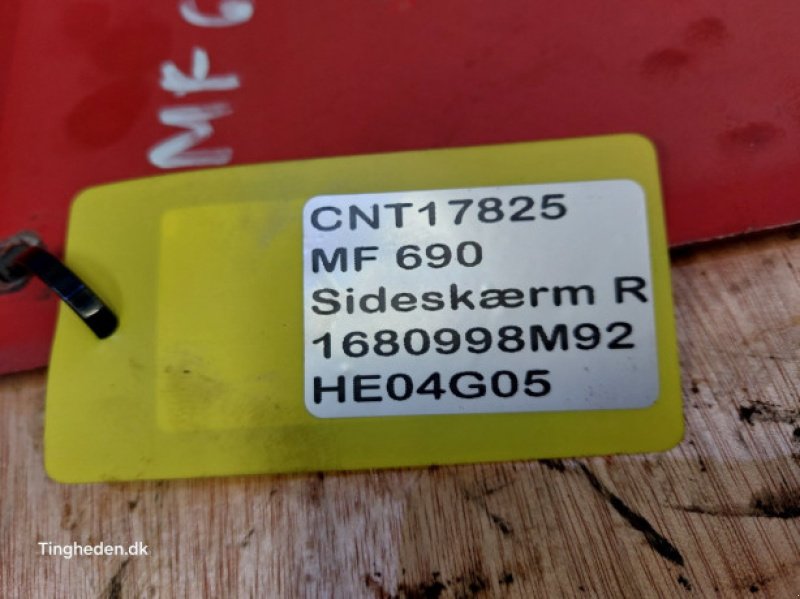 MF 6
CNT17825
MF 690
Sideskærm R
1680998M92
HE04G05
Tingheden.dk